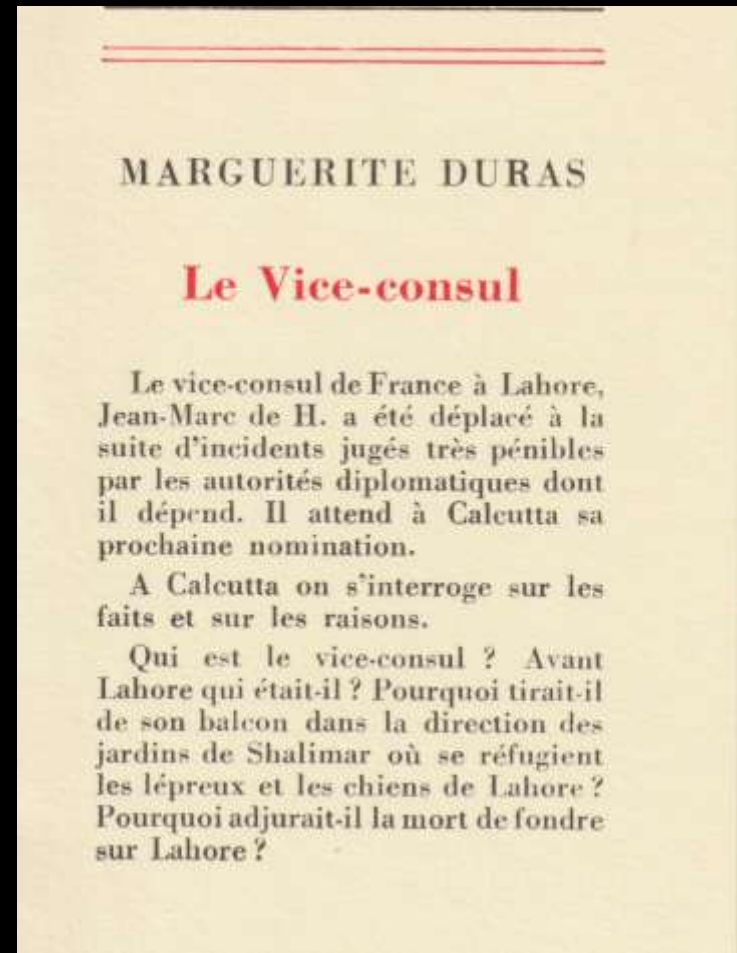 MARGUERITE DURAS
Le Vice-consul
Le vice-consul de France à Lahore,
Jean-Marc de H. a été déplacé à la
suite d'incidents jugés très pénibles
par les autorités diplomatiques dont
il dépend. Il attend à Calcutta sa
prochaine nomination.
A Calcutta on s'interroge sur les
faits et sur les raisons.
Qui est le vice-consul ? Avant
Lahore qui était-il ? Pourquoi tirait-il
de son balcon dans la direction des
jardins de Shalimar où se réfugient
les lépreux et les chiens de Lahore ?
Pourquoi adjurait-il la mort de fondre
sur Lahore ?